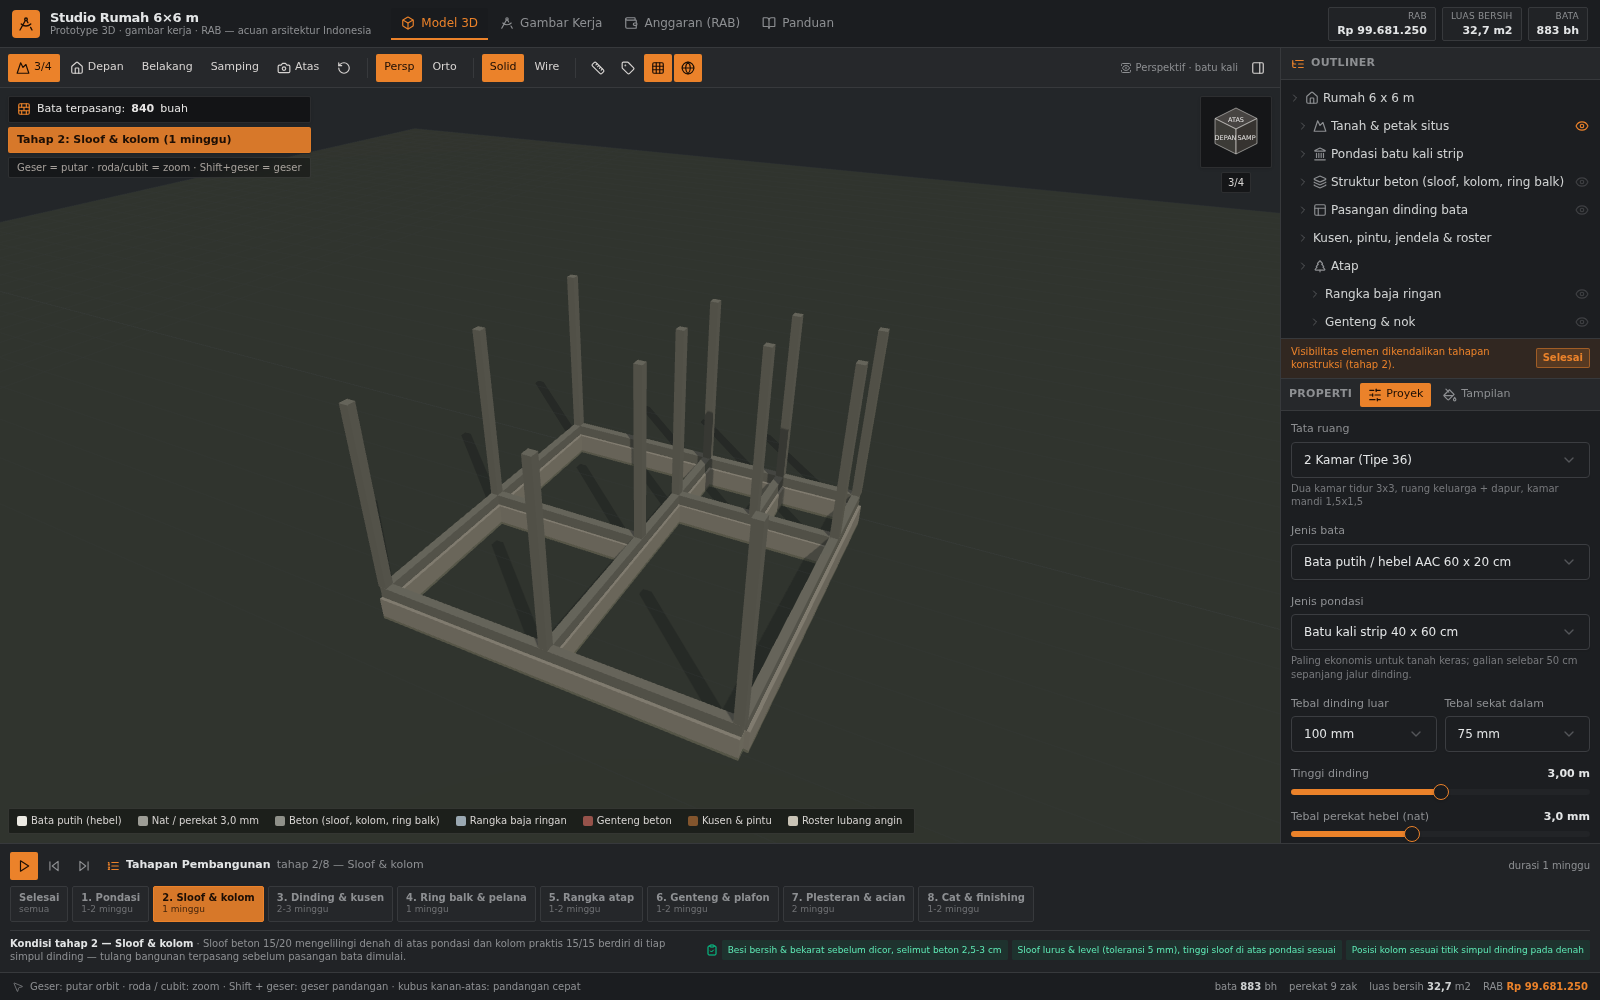 Studio Rumah 6×6 m
Prototype 3D · gambar kerja · RAB — acuan arsitektur Indonesia
Model 3D
Gambar Kerja
Anggaran (RAB)
Panduan
RAB
Rp 99.681.250
LUAS BERSIH
32,7 m2
BATA
883 bh
3/4
Depan
Belakang
Samping
Atas
Persp
Orto
Solid
Wire
Perspektif · batu kali
Bata terpasang: 840 buah
Tahap 2: Sloof & kolom (1 minggu)
Geser = putar · roda/cubit = zoom · Shift+geser = geser
ATAS
DEPAN
SAMP
3/4
OUTLINER
Rumah 6 x 6 m
Tanah & petak situs
Pondasi batu kali strip
Struktur beton (sloof, kolom, ring balk)
Pasangan dinding bata
Kusen, pintu, jendela & roster
Atap
Rangka baja ringan
Genteng & nok
Visibilitas elemen dikendalikan tahapan
konstruksi (tahap 2).
Selesai
PROPERTI
Proyek
Tampilan
Tata ruang
2 Kamar (Tipe 36)
Dua kamar tidur 3x3, ruang keluarga + dapur, kamar
mandi 1,5x1,5
Jenis bata
Bata putih / hebel AAC 60 x 20 cm
Jenis pondasi
Batu kali strip 40 x 60 cm
Paling ekonomis untuk tanah keras; galian selebar 50 cm
sepanjang jalur dinding.
Tebal dinding luar
Tebal sekat dalam
100 mm
75 mm
Tinggi dinding
3,00 m
Tebal perekat hebel (nat)
3,0 mm
Bata putih (hebel)
Nat / perekat 3,0 mm
Beton (sloof, kolom, ring balk)
Rangka baja ringan
Genteng beton
Kusen & pintu
Roster lubang angin
Tahapan Pembangunan
tahap 2/8 — Sloof & kolom
durasi 1 minggu
Selesai
semua
1. Pondasi
1-2 minggu
2. Sloof & kolom
1 minggu
3. Dinding & kusen
2-3 minggu
4. Ring balk & pelana
1 minggu
5. Rangka atap
1-2 minggu
6. Genteng & plafon
1-2 minggu
7. Plesteran & acian
2 minggu
8. Cat & finishing
1-2 minggu
Kondisi tahap 2 — Sloof & kolom · Sloof beton 15/20 mengelilingi denah di atas pondasi dan kolom praktis 15/15 berdiri di tiap
simpul dinding — tulang bangunan terpasang sebelum pasangan bata dimulai.
Besi bersih & bekarat sebelum dicor, selimut beton 2,5-3 cm
Sloof lurus & level (toleransi 5 mm), tinggi sloof di atas pondasi sesuai
Posisi kolom sesuai titik simpul dinding pada denah
Geser: putar orbit · roda / cubit: zoom · Shift + geser: geser pandangan · kubus kanan-atas: pandangan cepat
bata 883 bh
perekat 9 zak
luas bersih 32,7 m2
RAB Rp 99.681.250